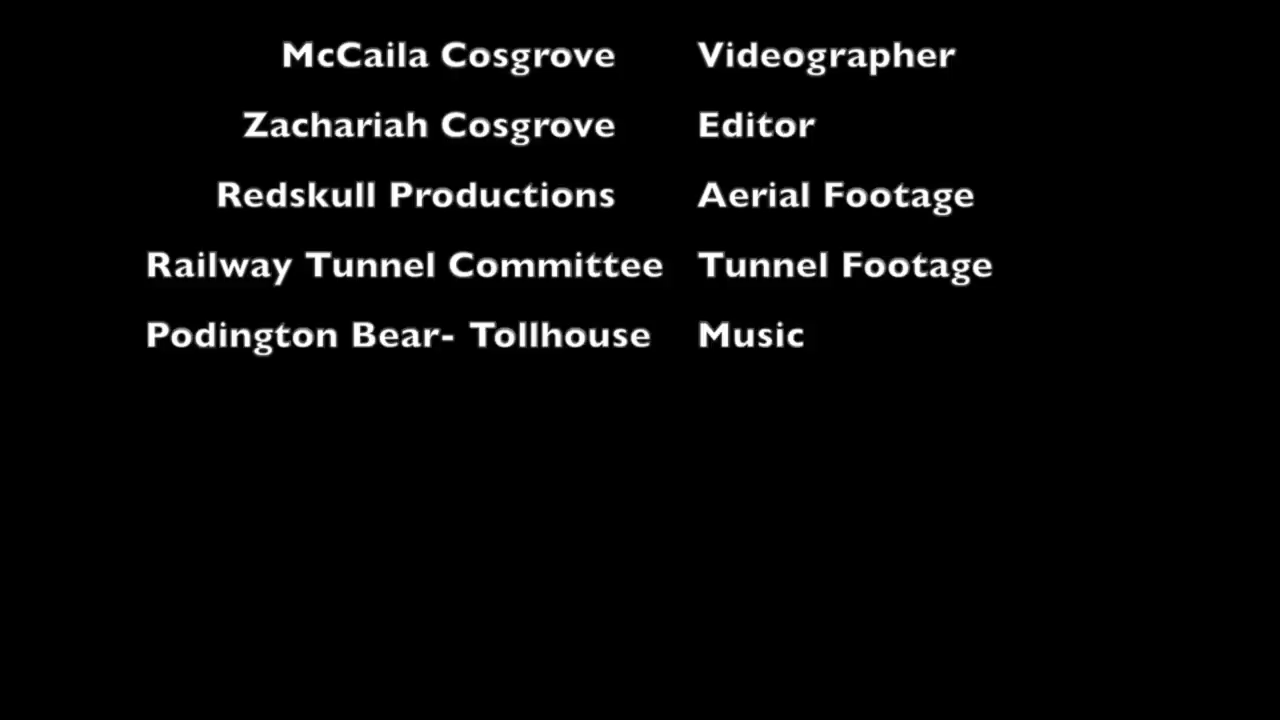 McCaila Cosgrove Videographer
Zachariah Cosgrove Editor
Redskull Productions Aerial Footage
Railway Tunnel Committee Tunnel Footage
Podington Bear- Tollhouse Music